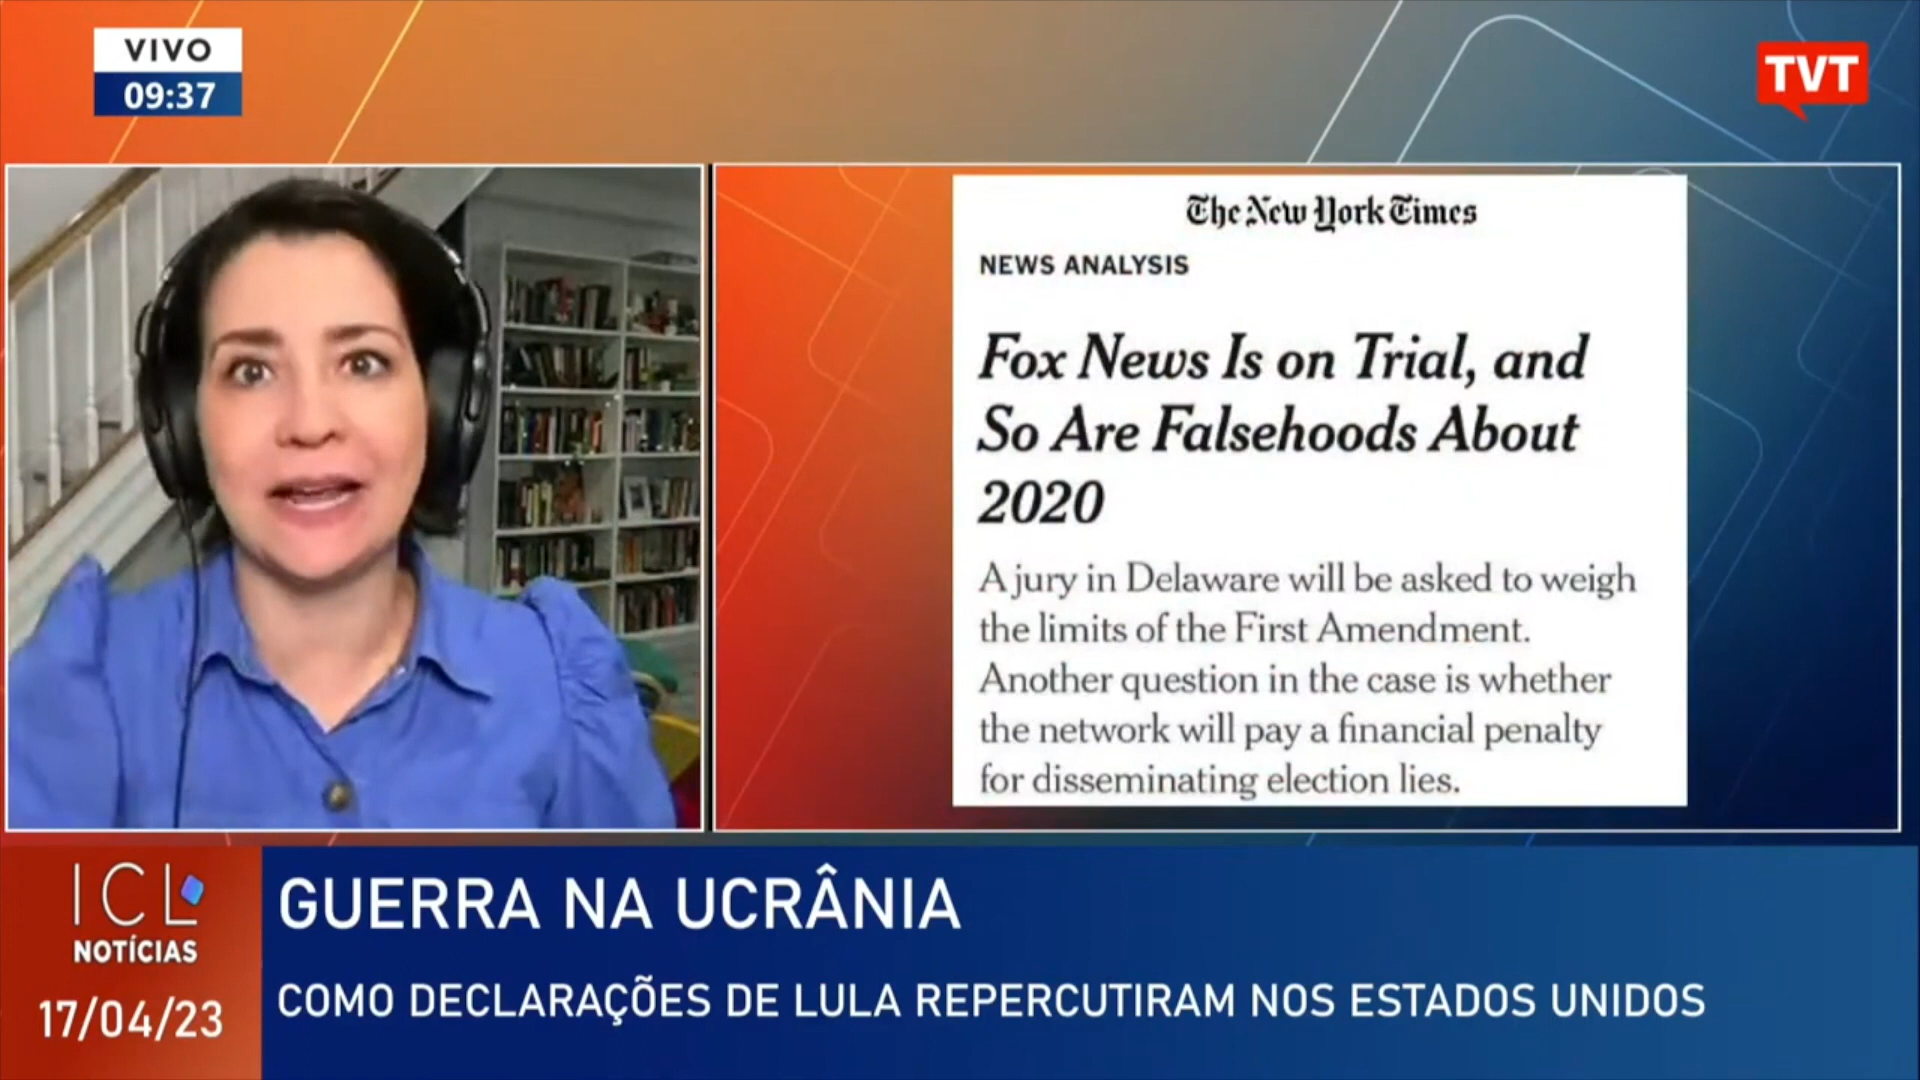 VIVO
09:37
TVT
The New York Times
NEWS ANALYSIS
Fox News Is on Trial, and
So Are Falsehoods About
2020
A jury in Delaware will be asked to weigh
the limits of the First Amendment.
Another question in the case is whether
the network will pay a financial penalty
for disseminating election lies.
ICL
NOTÍCIAS
17/04/23
GUERRA NA UCRÂNIA
COMO DECLARAÇÕES DE LULA REPERCUTIRAM NOS ESTADOS UNIDOS